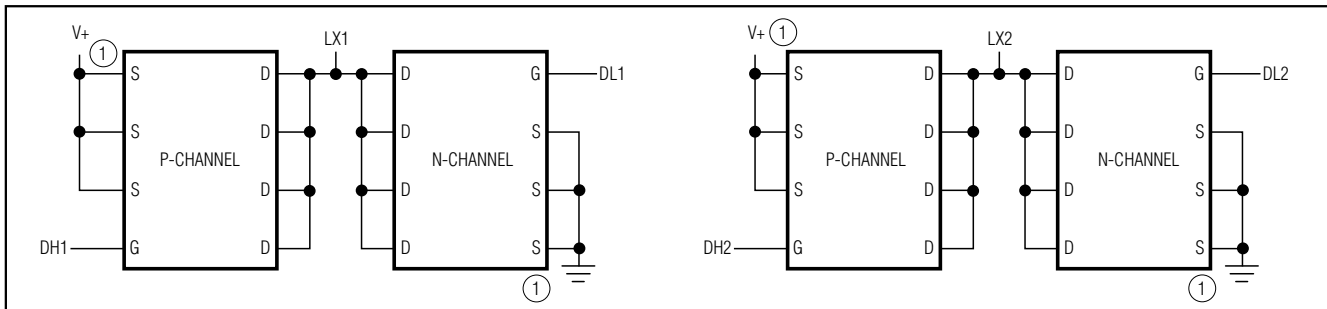 V+ 1 LX1 V+ 1 LX2
S D D G DL1 S D D G DL2
S D D S S D D S
P-CHANNEL N-CHANNEL P-CHANNEL N-CHANNEL
S D D S S D D S
DH1 G D D S DH2 G D D S
1 1